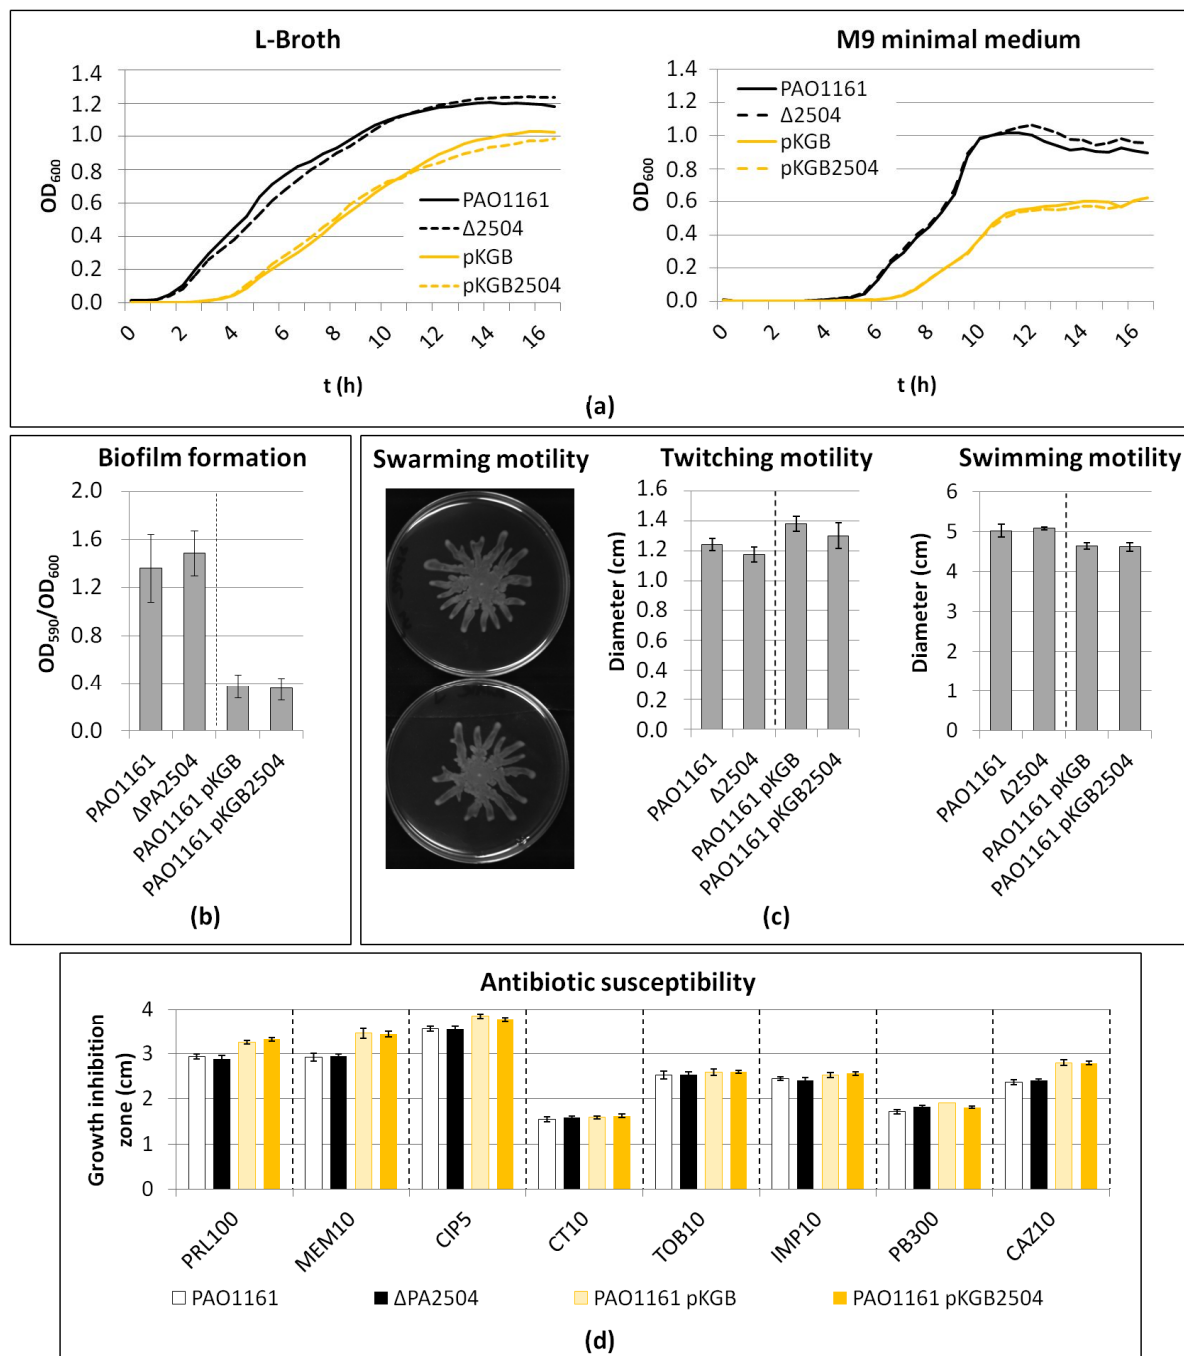 L-Broth
1.4
1.2
1.0
0.8
0.6
0.4
0.2
0.0
OD600
PAO1161
Δ2504
pKGB
pKGB2504
0 2 4 6 8 10 12 14 16
t (h)
M9 minimal medium
1.4
1.2
1.0
0.8
0.6
0.4
0.2
0.0
OD600
PAO1161
Δ2504
pKGB
pKGB2504
0 2 4 6 8 10 12 14 16
t (h)
(a)
Biofilm formation
2.0
1.6
1.2
0.8
0.4
0.0
OD590/OD600
PAO1161
ΔPA2504
PAO1161 pKGB
PAO1161 pKGB2504
(b)
Swarming motility
Twitching motility
1.6
1.4
1.2
1.0
0.8
0.6
0.4
0.2
0.0
Diameter (cm)
PAO1161
Δ2504
PAO1161 pKGB
PAO1161 pKGB2504
Swimming motility
6
5
4
3
2
1
0
Diameter (cm)
PAO1161
Δ2504
PAO1161 pKGB
PAO1161 pKGB2504
(c)
Antibiotic susceptibility
4
3
2
1
0
Growth inhibition
zone (cm)
PRL100
MEM10
CIP5
CT10
TOB10
IMP10
PB300
CAZ10
PAO1161
ΔPA2504
PAO1161 pKGB
PAO1161 pKGB2504
(d)